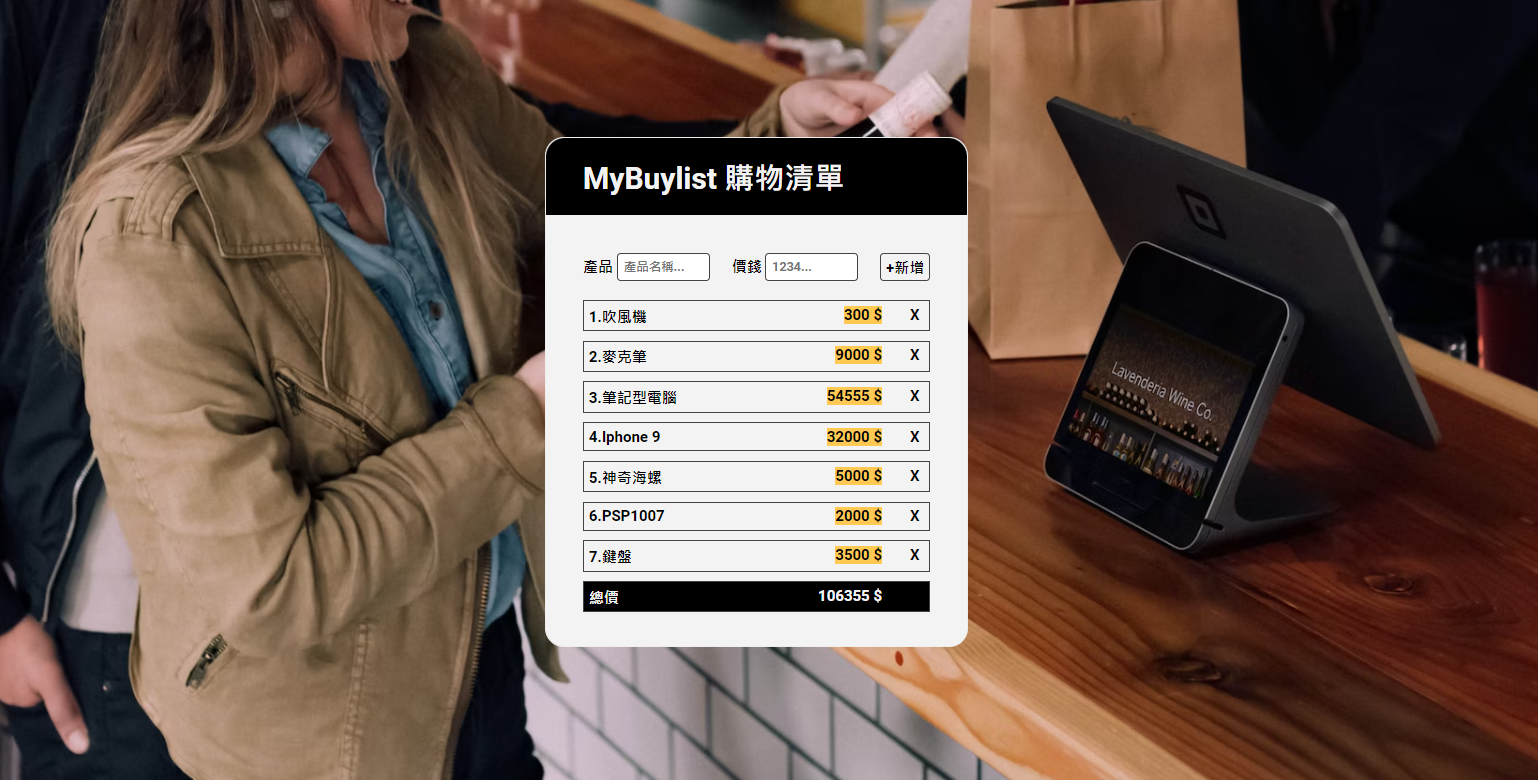 MyBuylist 購物清單
產品 產品名稱... 價錢 1234... +新增
1.吹風機 300 $ X
2.麥克筆 9000 $ X
3.筆記型電腦 54555 $ X
4.Iphone 9 32000 $ X
5.神奇海螺 5000 $ X
6.PSP1007 2000 $ X
7.鍵盤 3500 $ X
總價 106355 $
Lavenderia Wine Co.